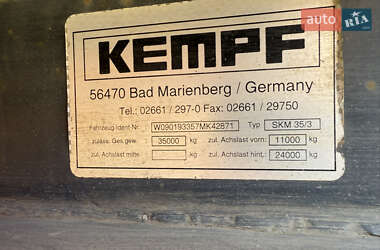 auto RIA.com
KEMPF
56470 Bad Marienberg / Germany
Tel.: 02661 / 297-0 Fax: 02661 / 29750
Fahrzeug Ident-Nr. W090193357MK42871 Typ SKM 35/3
zuläss. Ges.gew. 35000 kg zul. Achslast vorn: 11000 kg
zul. Achslast mitte: kg zul. Achslast hint.: 24000 kg